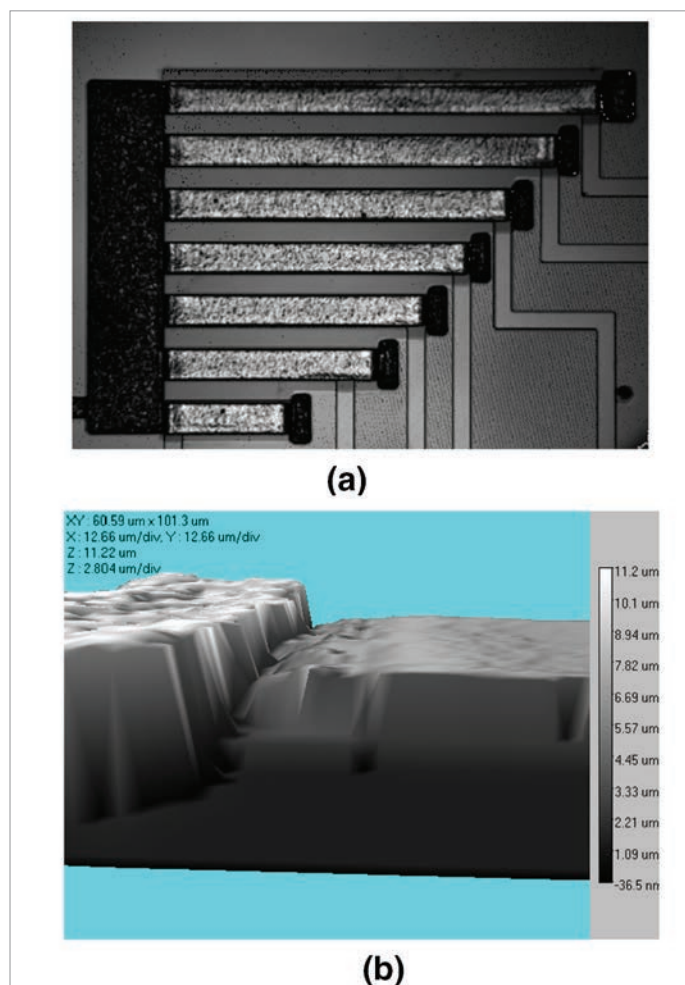 (a)
XY : 60.59 um x 101.3 um
X : 12.66 um/div, Y : 12.66 um/div
Z : 11.22 um
Z : 2.804 um/div
11.2 um
10.1 um
8.94 um
7.82 um
6.69 um
5.57 um
4.45 um
3.33 um
2.21 um
1.09 um
-36.5 nm
(b)